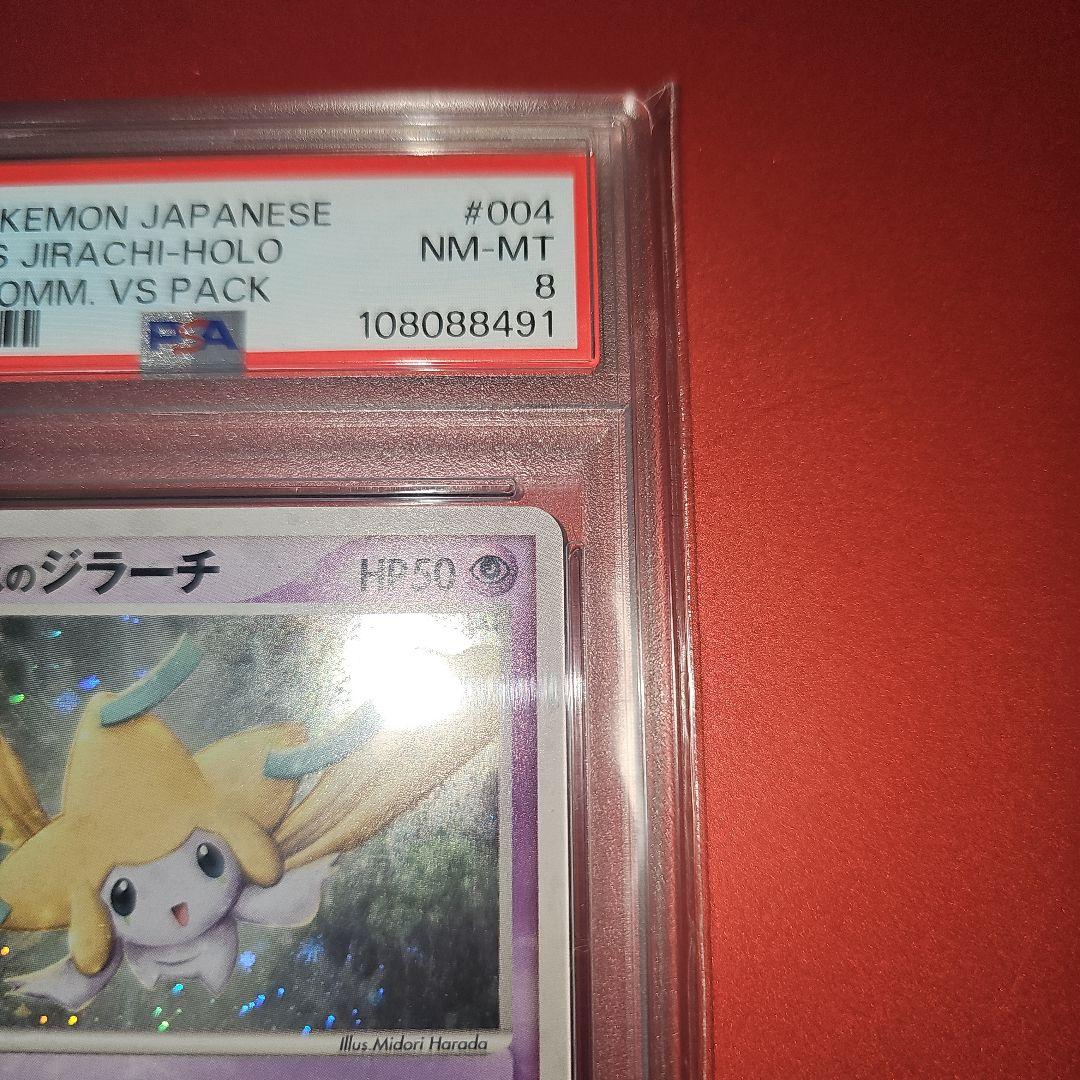 KEMON JAPANESE #004
S JIRACHI-HOLO NM-MT
OMM. VS PACK 8
PSA 108088491
のジラーチ HP50
Illus.Midori Harada